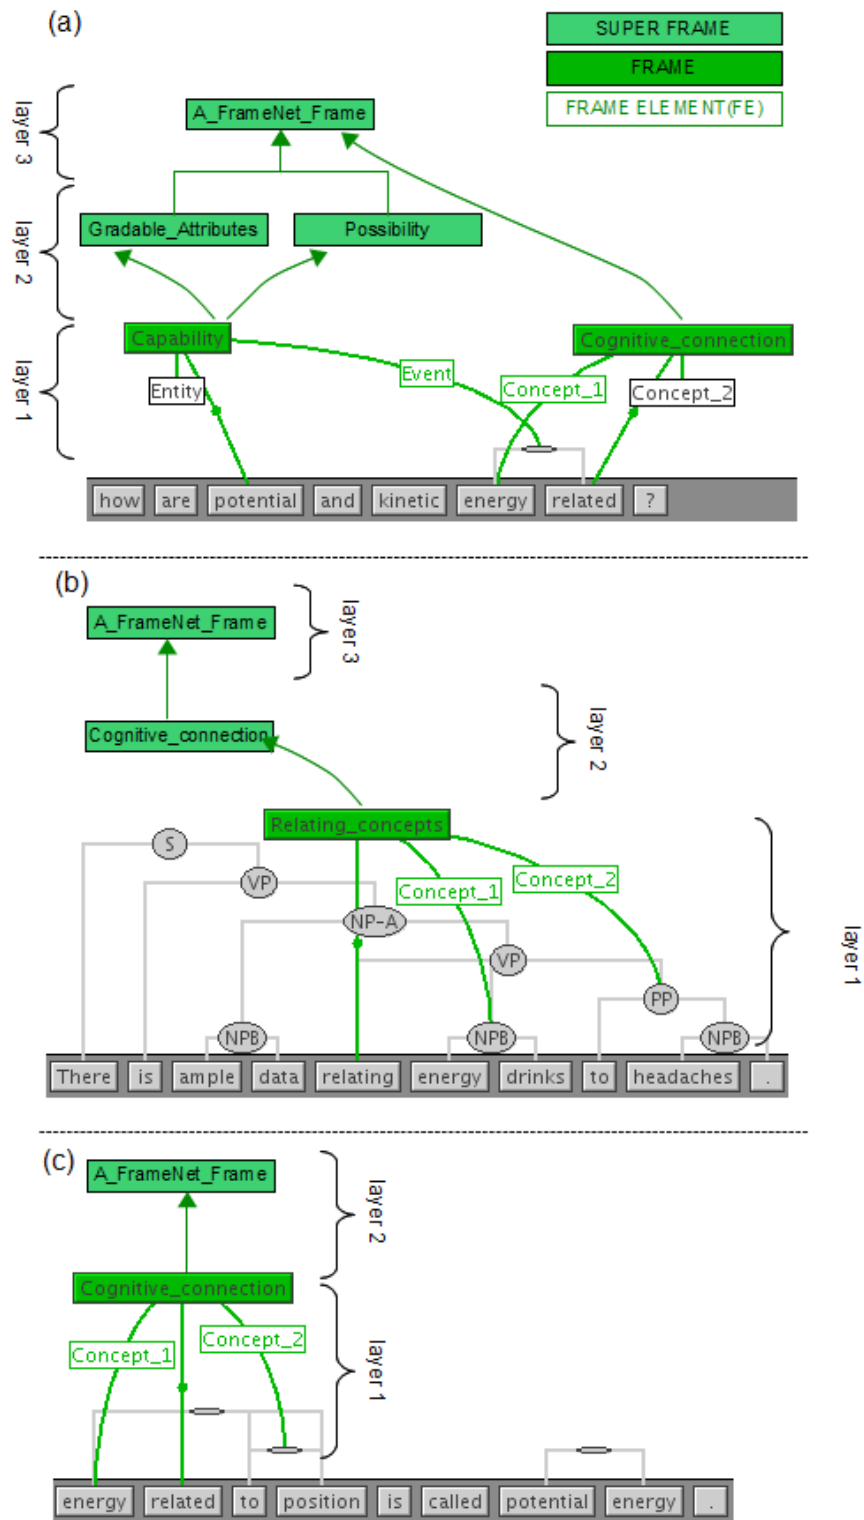 (a)
SUPER FRAME
FRAME
FRAME ELEMENT(FE)
layer 3
A_FrameNet_Frame
layer 2
Gradable_Attributes Possibility
layer 1
Capability Cognitive_connection
Entity Event Concept_1 Concept_2
how are potential and kinetic energy related ?
(b)
A_FrameNet_Frame
layer 3
Cognitive_connection
layer 2
Relating_concepts
layer 1
S
VP
Concept_1 Concept_2
NP-A
VP
PP
NPB NPB NPB
There is ample data relating energy drinks to headaches .
(c)
A_FrameNet_Frame
layer 2
Cognitive_connection
layer 1
Concept_1 Concept_2
energy related to position is called potential energy .